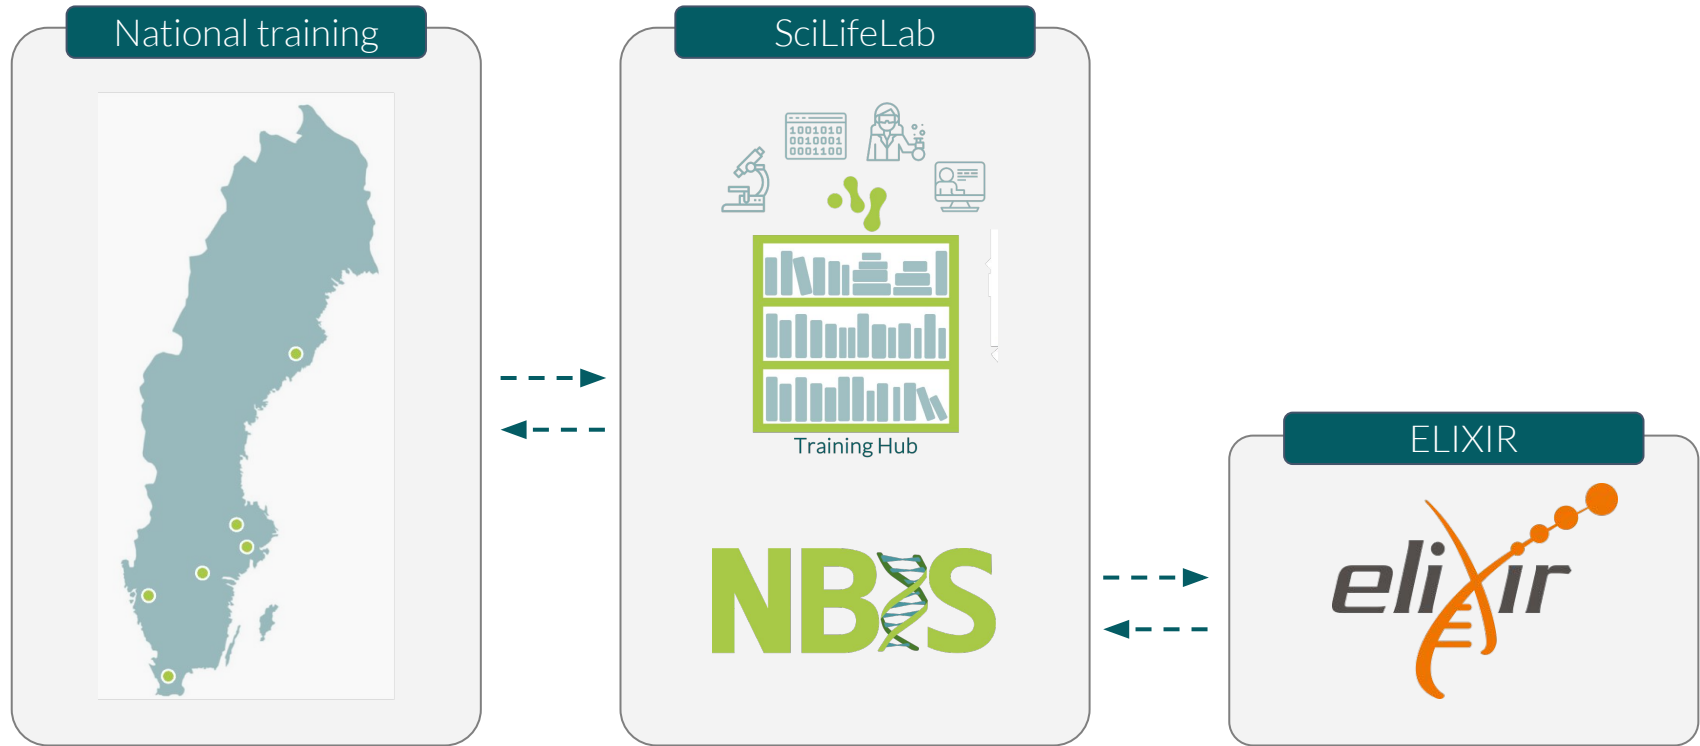 National training
SciLifeLab
1001010
0010001
0001100
Training Hub
NBIS
ELIXIR
elixir